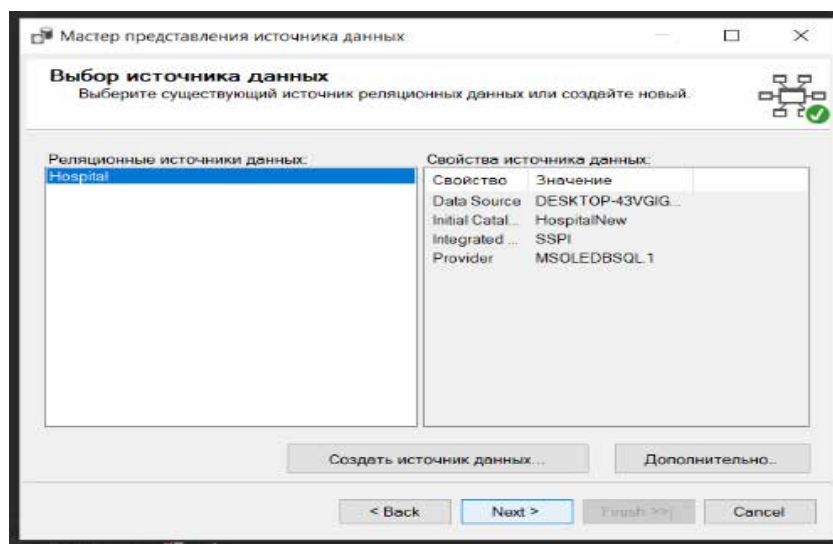 Мастер представления источника данных
Выбор источника данных
Выберите существующий источник реляционных данных или создайте новый.
Реляционные источники данных:
Hospital
Свойства источника данных:
Свойство Значение
Data Source DESKTOP-43VGIG...
Initial Catal... HospitalNew
Integrated ... SSPI
Provider MSOLEDBSQL.1
Создать источник данных...
Дополнительно...
< Back
Next >
Finish >>|
Cancel